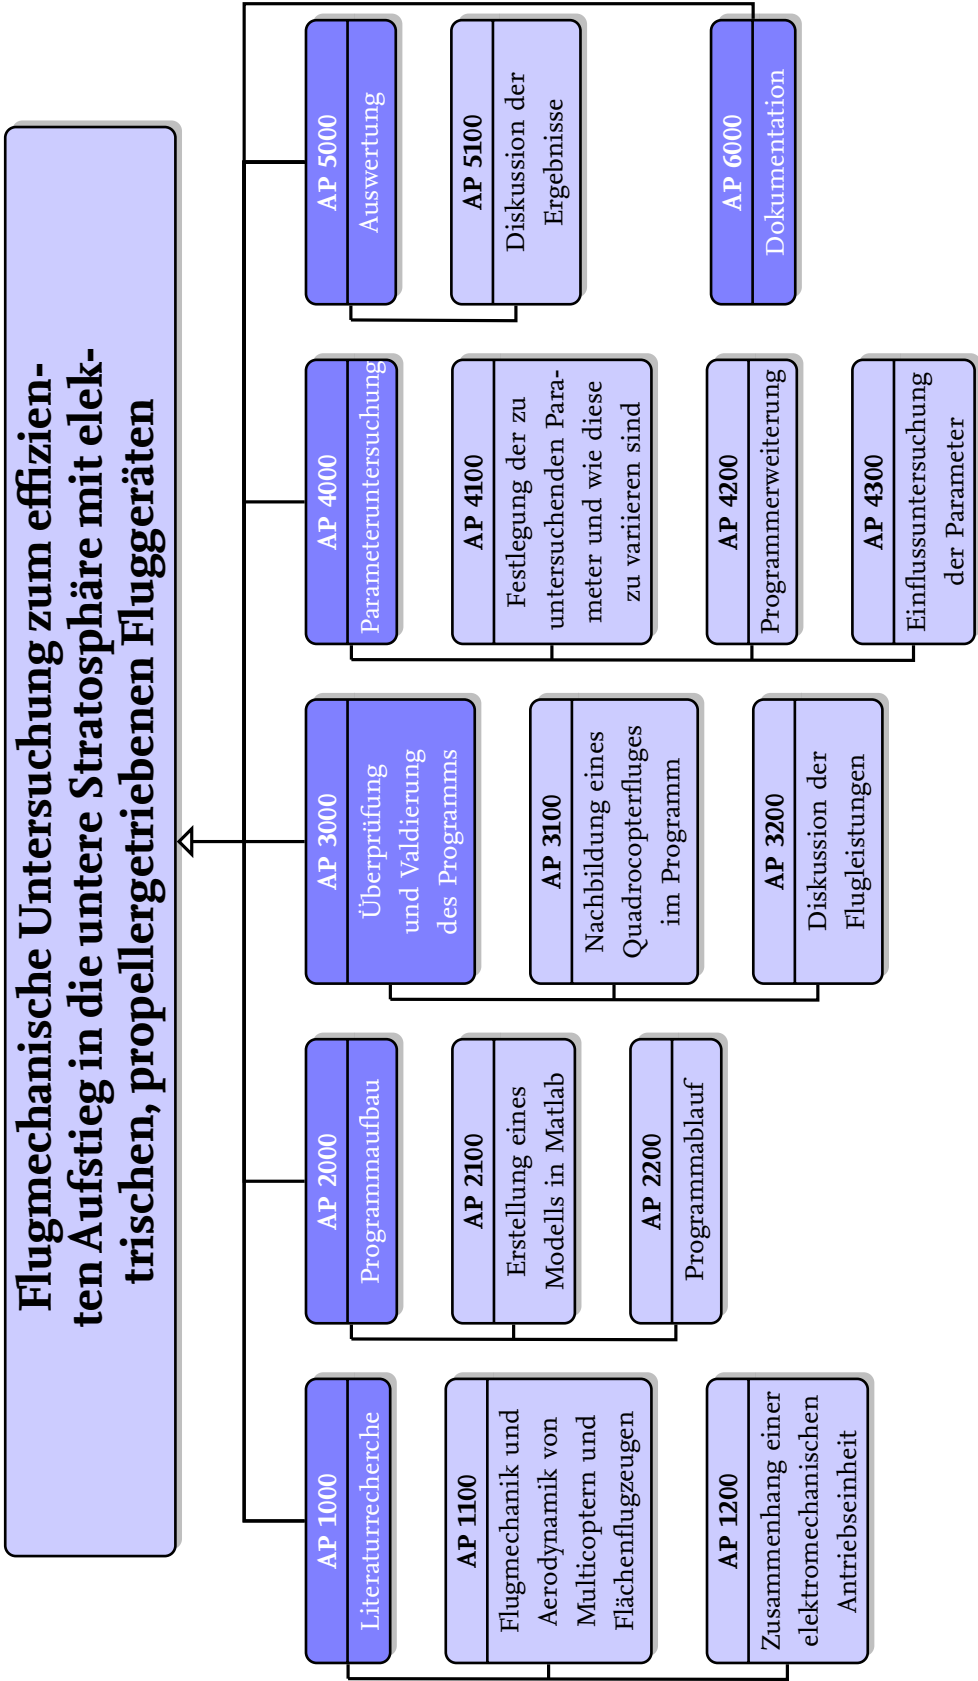 Flugmechanische Untersuchung zum effizien-
ten Aufstieg in die untere Stratosphäre mit elek-
trischen, propellergetriebenen Fluggeräten
AP 1000
Literaturrecherche
AP 1100
Flugmechanik und
Aerodynamik von
Multicoptern und
Flächenflugzeugen
AP 1200
Zusammenhang einer
elektromechanischen
Antriebseinheit
AP 2000
Programmaufbau
AP 2100
Erstellung eines
Modells in Matlab
AP 2200
Programmablauf
AP 3000
Überprüfung
und Valdierung
des Programms
AP 3100
Nachbildung eines
Quadrocopterfluges
im Programm
AP 3200
Diskussion der
Flugleistungen
AP 4000
Parameteruntersuchung
AP 4100
Festlegung der zu
untersuchenden Para-
meter und wie diese
zu variieren sind
AP 4200
Programmerweiterung
AP 4300
Einflussuntersuchung
der Parameter
AP 5000
Auswertung
AP 5100
Diskussion der
Ergebnisse
AP 6000
Dokumentation